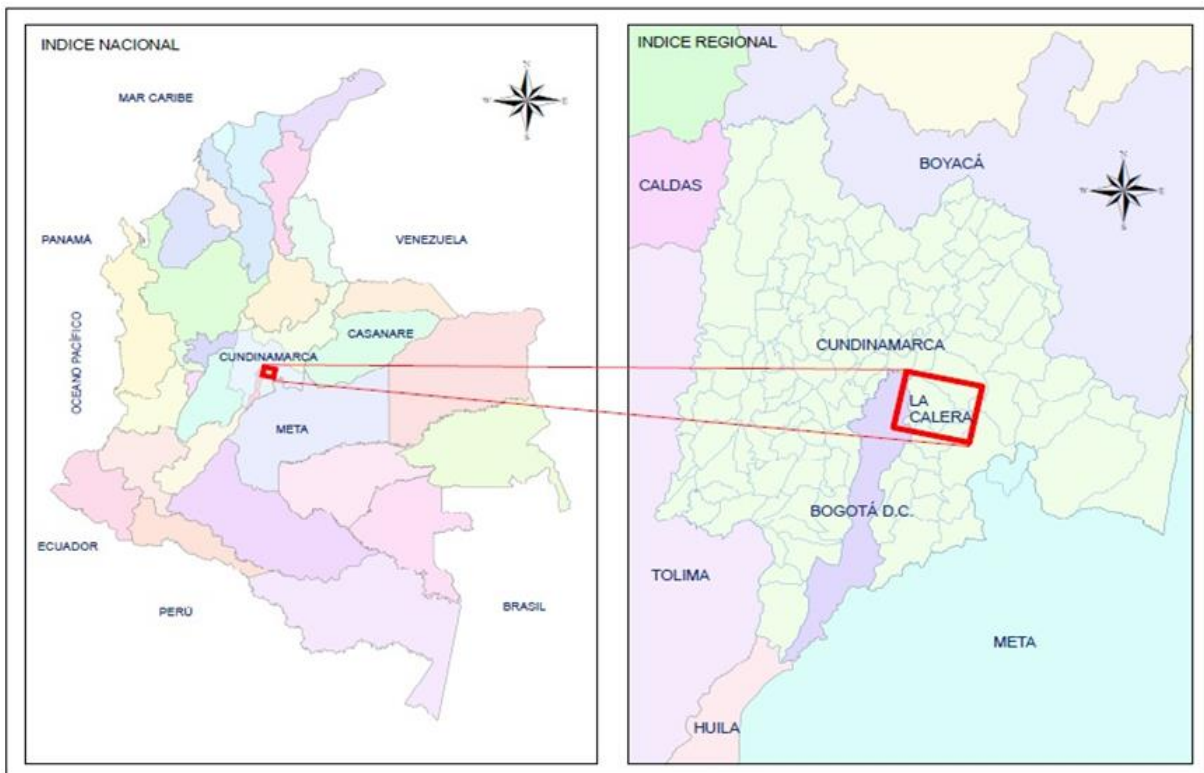 INDICE NACIONAL
MAR CARIBE
N
W
E
S
PANAMÁ
VENEZUELA
OCEANO PACÍFICO
CASANARE
CUNDINAMARCA
META
ECUADOR
PERÚ
BRASIL
INDICE REGIONAL
BOYACÁ
CALDAS
N
W
E
S
CUNDINAMARCA
LA
CALERA
BOGOTÁ D.C.
TOLIMA
META
HUILA